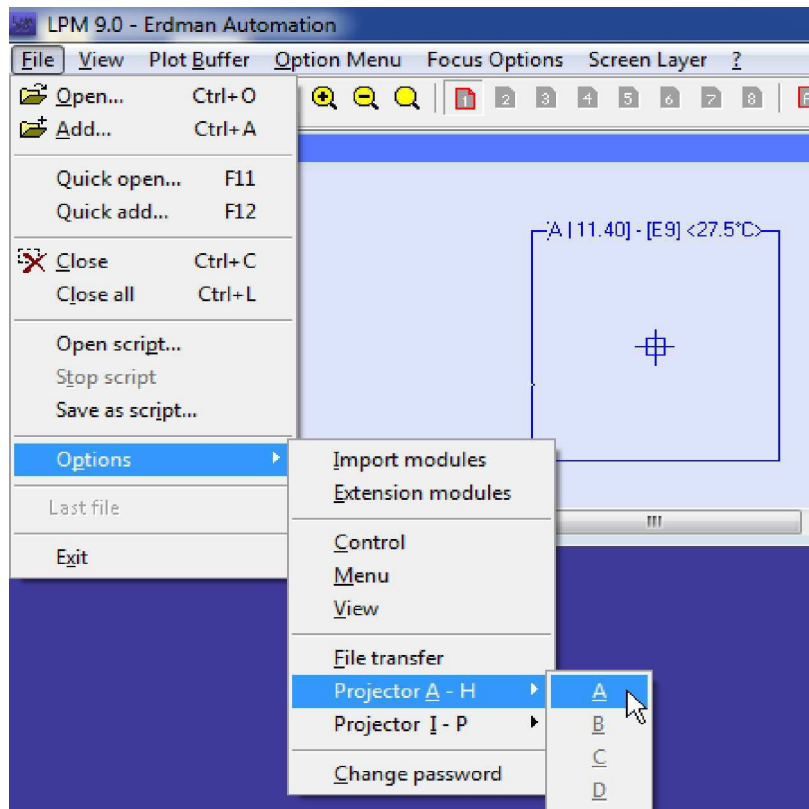 LPM 9.0 - Erdman Automation
File View Plot Buffer Option Menu Focus Options Screen Layer ?
Open... Ctrl+O
1 2 3 4 5 6 7 8
Add... Ctrl+A
Quick open... F11
Quick add... F12
[A | 11.40] - [E9] <27.5°C>
Close Ctrl+C
Close all Ctrl+L
Open script...
Stop script
Save as script...
Options
Last file
Exit
Import modules
Extension modules
Control
Menu
View
File transfer
Projector A - H
Projector I - P
Change password
A
B
C
D